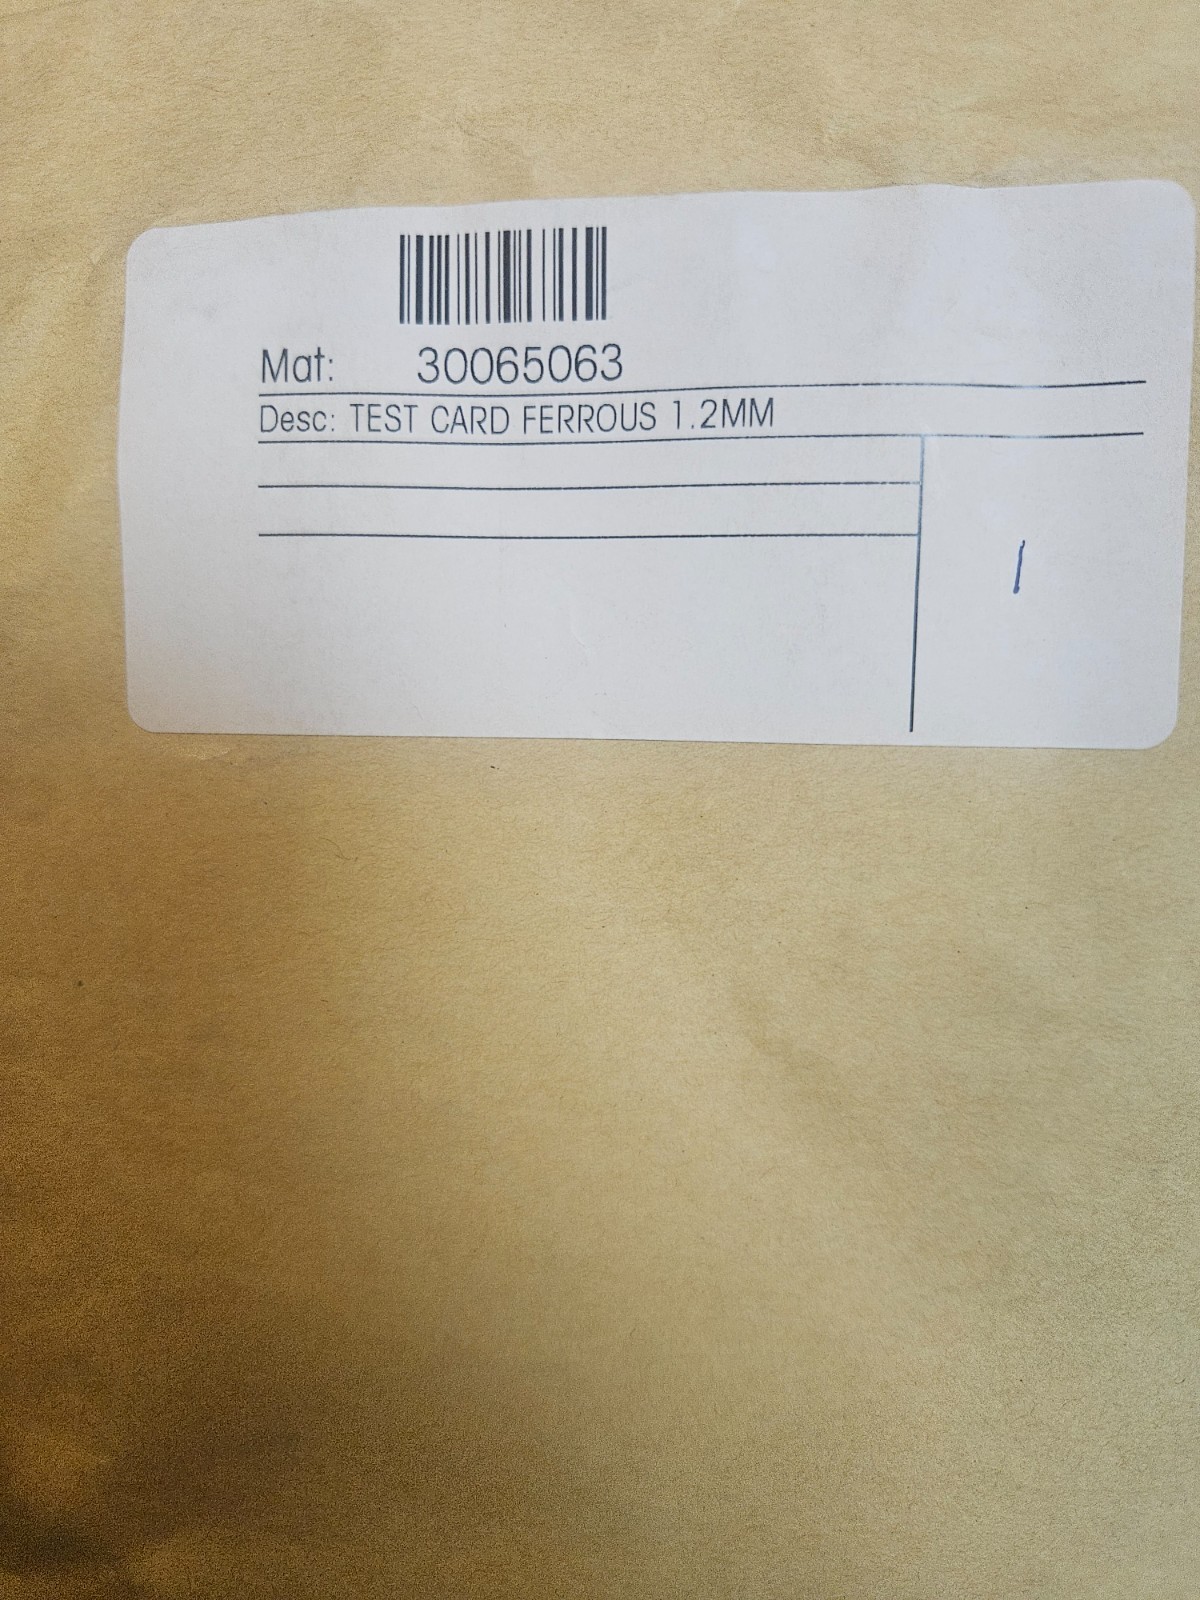 Mat: 30065063
Desc: TEST CARD FERROUS 1.2MM
1